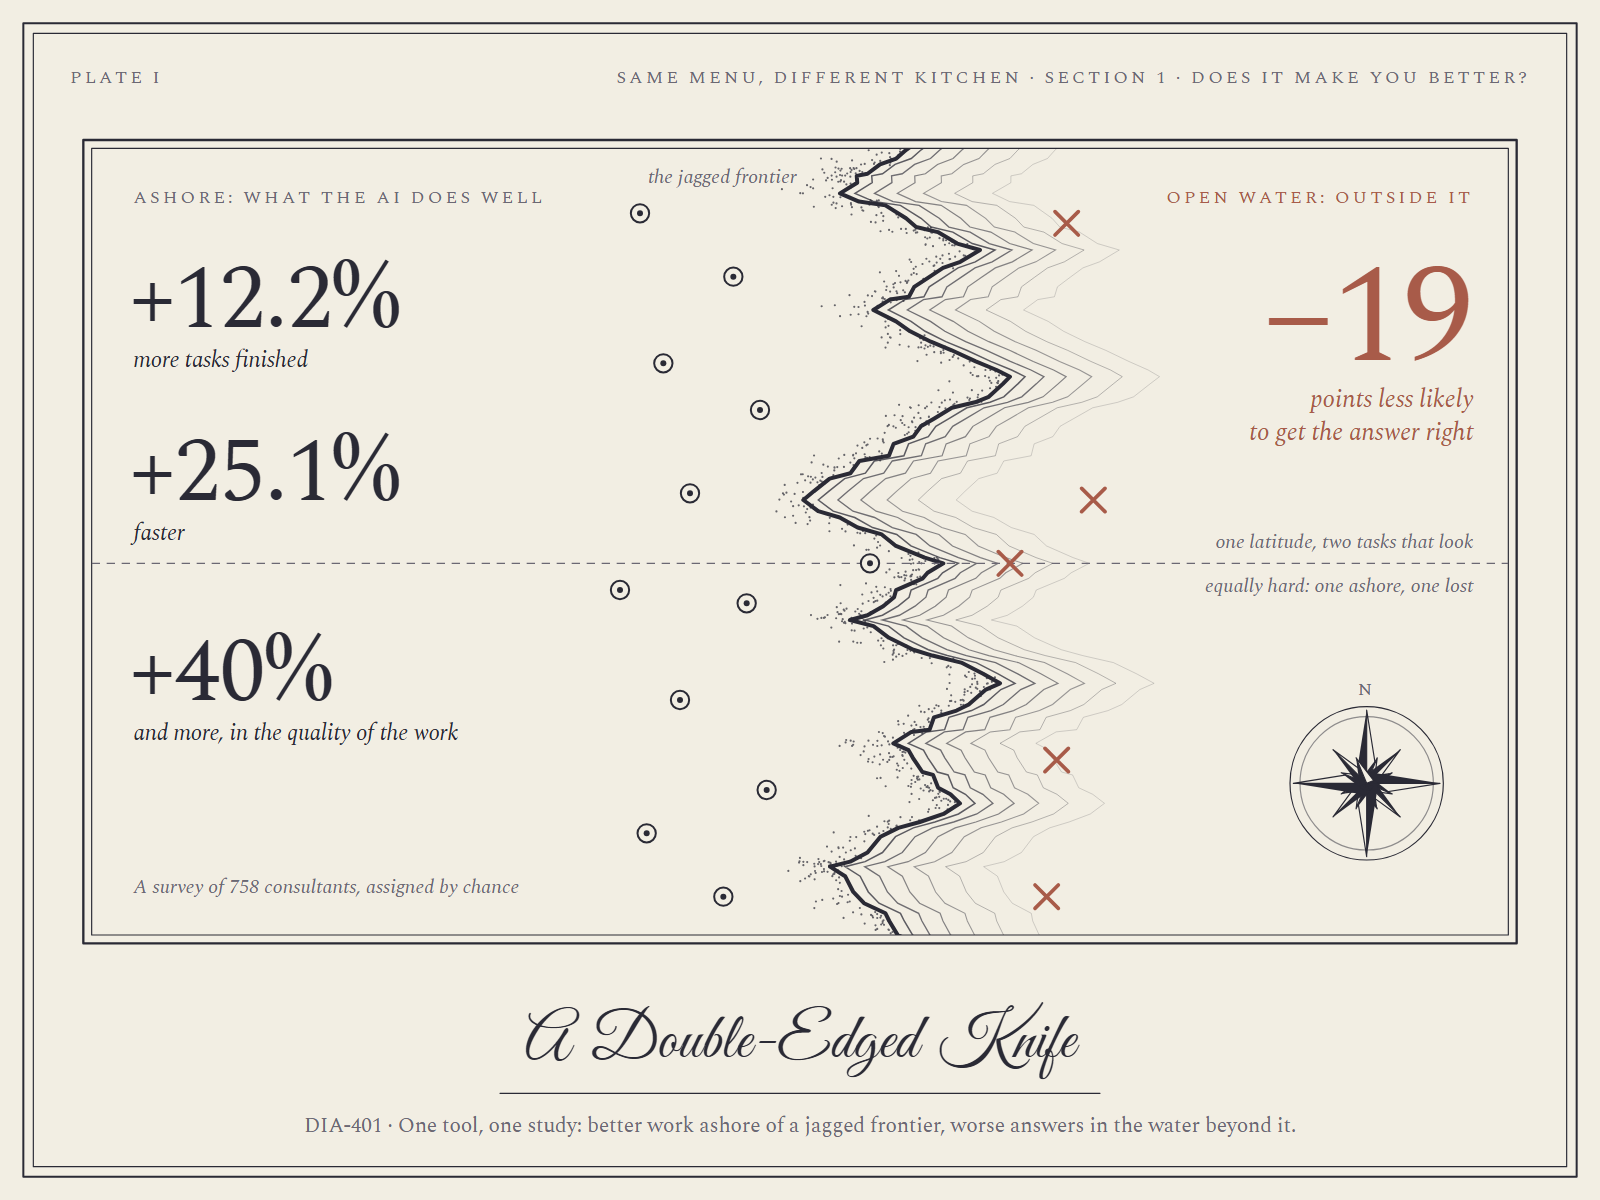 PLATE I
SAME MENU, DIFFERENT KITCHEN · SECTION 1 · DOES IT MAKE YOU BETTER?
the jagged frontier
ASHORE: WHAT THE AI DOES WELL
+12.2%
more tasks finished
+25.1%
faster
+40%
and more, in the quality of the work
A survey of 758 consultants, assigned by chance
OPEN WATER: OUTSIDE IT
−19
points less likely
to get the answer right
one latitude, two tasks that look
equally hard: one ashore, one lost
N
A Double-Edged Knife
DIA-401 · One tool, one study: better work ashore of a jagged frontier, worse answers in the water beyond it.